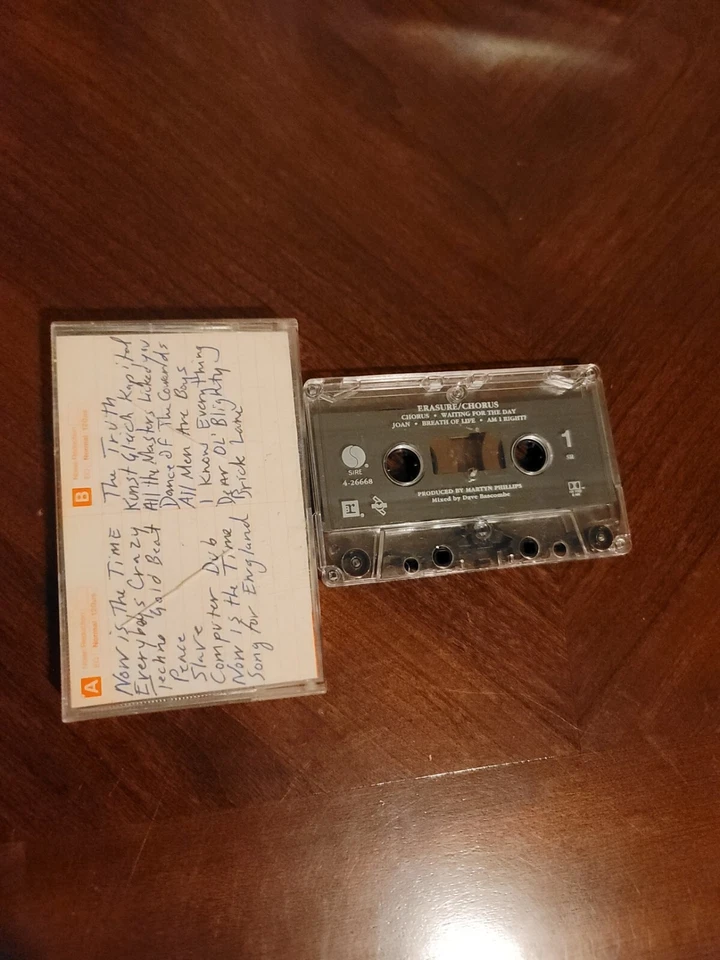 A
Now is The TIME
Everybody's Crazy
Techno Gold Beat
Peace
Slave
Computer Dub
Now is the Time
Song for England
B
The Truth
Kunst Gleich Kapital
All the Masters Liked you
Dance of The Cowards
All Men Are Boys
I Know Everything
Dear Ol' Blighty
Brick Lane
ERASURE/CHORUS
CHORUS • WAITING FOR THE DAY
JOAN • BREATH OF LIFE • AM I RIGHT?
1
SIRE
4-26668
r
PRODUCED BY MARTYN PHILLIPS
Mixed by Dave Bascombe